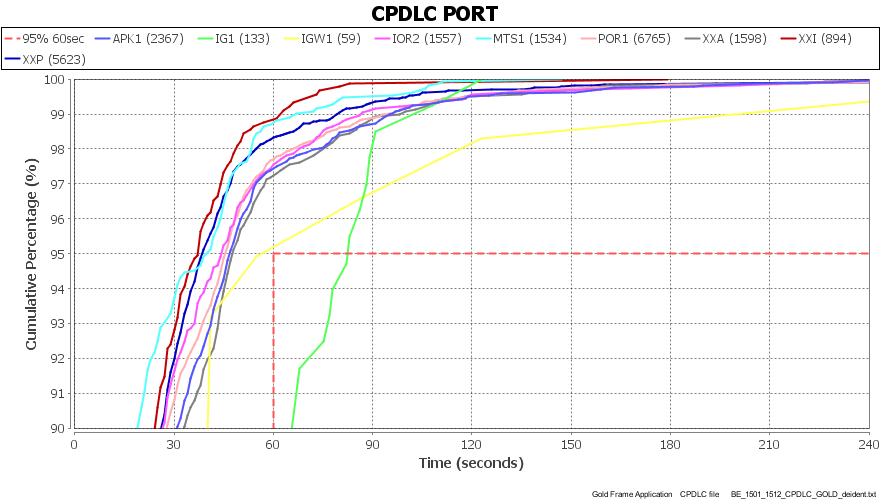 CPDLC PORT
95% 60sec APK1 (2367) IG1 (133) IGW1 (59) IOR2 (1557) MTS1 (1534) POR1 (6765) XXA (1598) XXI (894)
XXP (5623)
Cumulative Percentage (%)
100
99
98
97
96
95
94
93
92
91
90
0 30 60 90 120 150 180 210 240
Time (seconds)
Gold Frame Application CPDLC file BE_1501_1512_CPDLC_GOLD_deident.txt